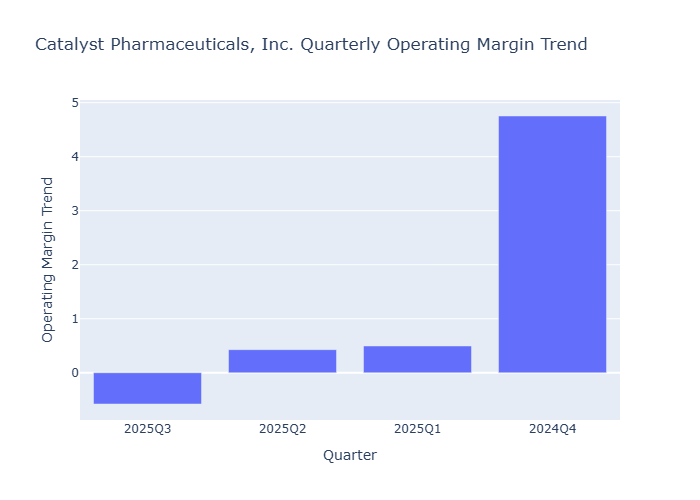 Catalyst Pharmaceuticals, Inc. Quarterly Operating Margin Trend
5
4
3
2
1
0
Operating Margin Trend
2025Q3 2025Q2 2025Q1 2024Q4
Quarter